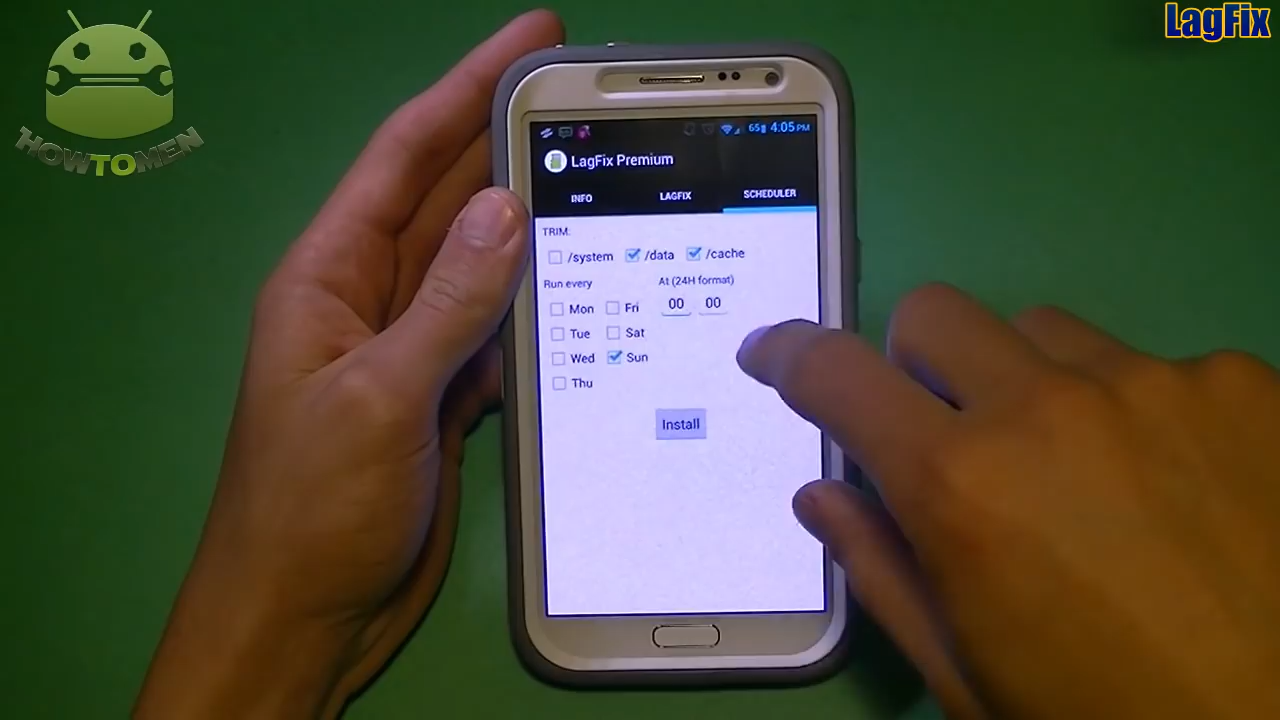 LagFix
HOWTOMEN
65 4:05 PM
LagFix Premium
INFO LAGFIX SCHEDULER
TRIM:
/system /data /cache
Run every At (24H format)
Mon Fri 00 00
Tue Sat
Wed Sun
Thu
Install